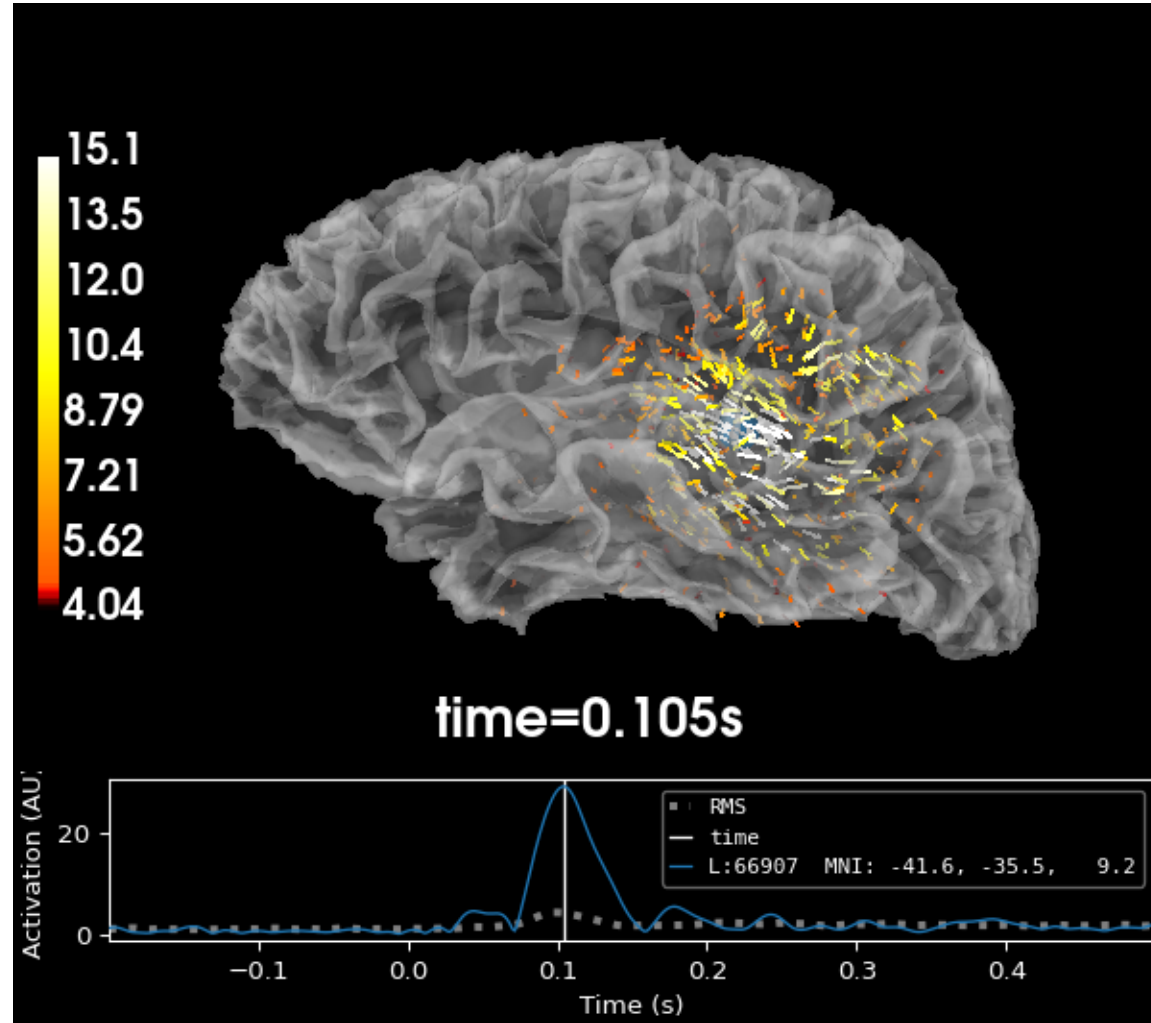 15.1
13.5
12.0
10.4
8.79
7.21
5.62
4.04
time=0.105s
Activation (AU)
20
0
RMS
time
L:66907 MNI: -41.6, -35.5, 9.2
−0.1
0.0
0.1
0.2
0.3
0.4
Time (s)